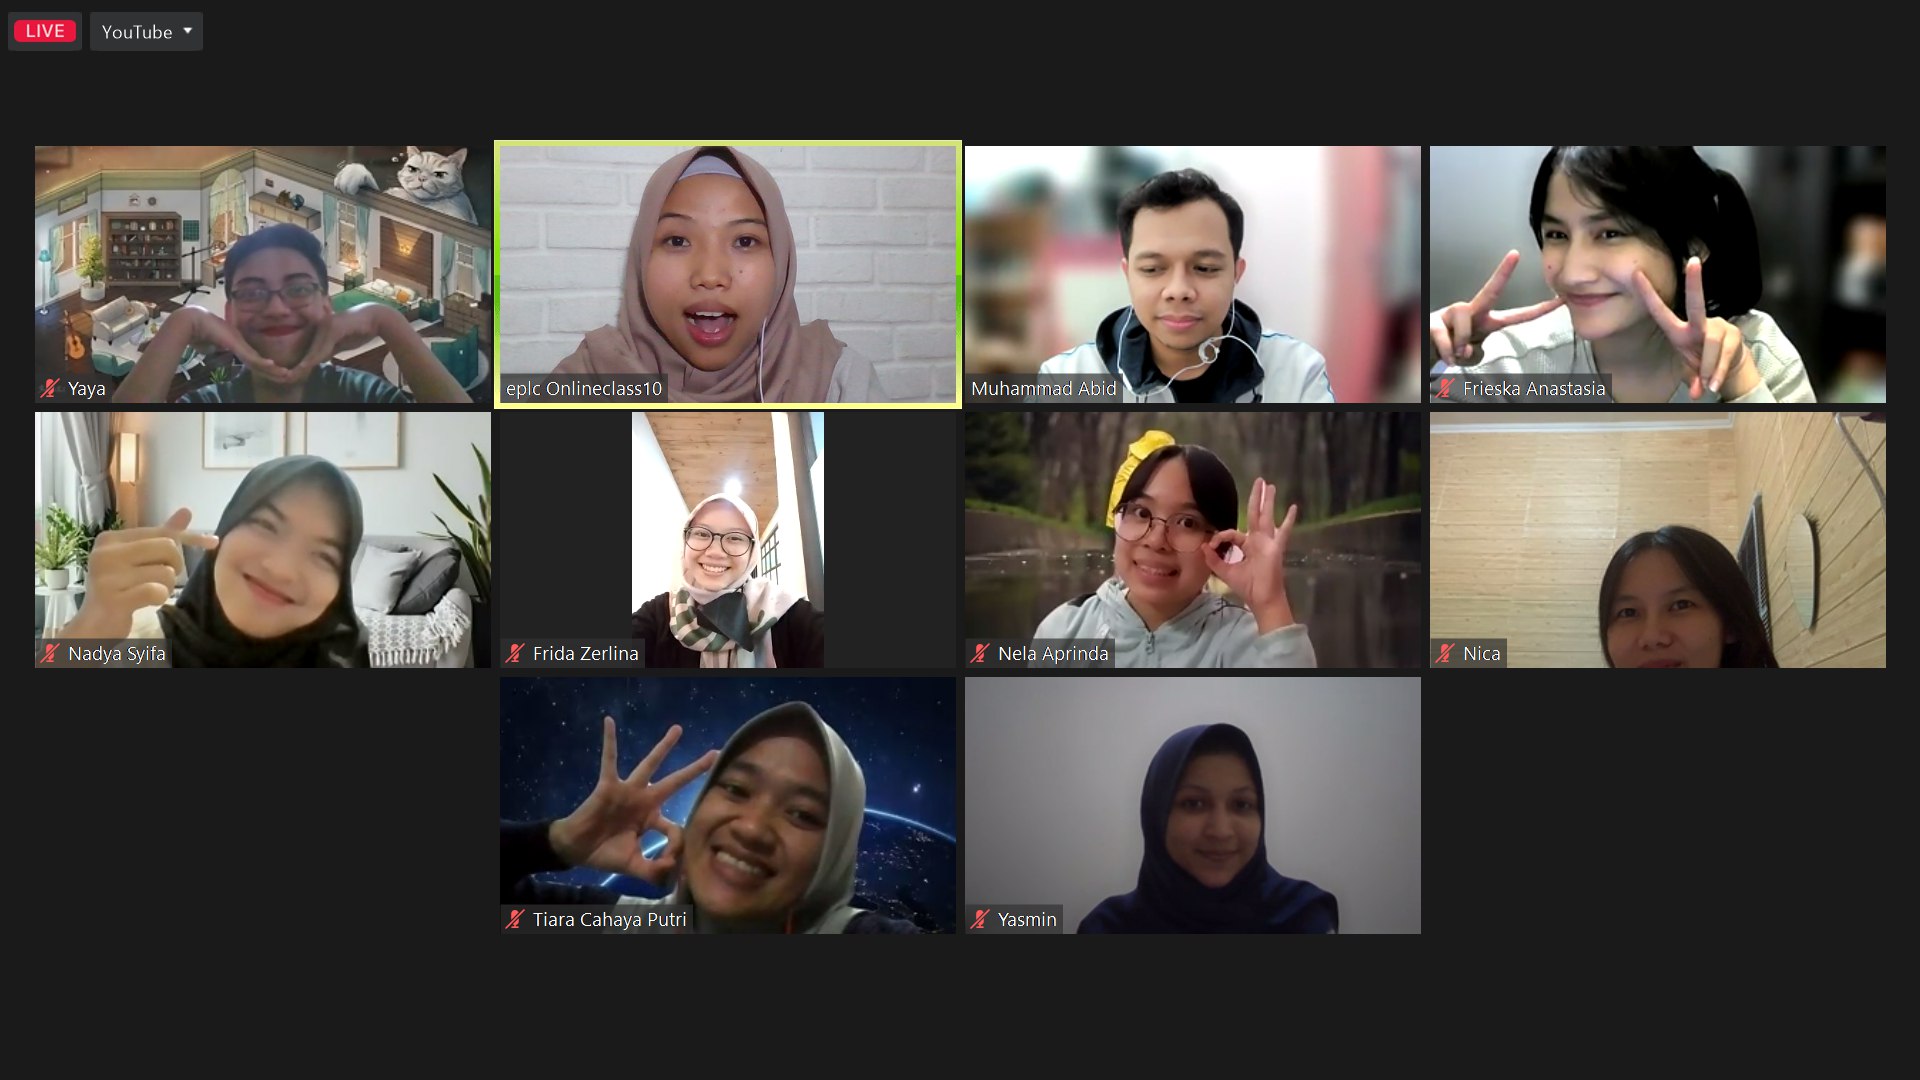 LIVE
YouTube
Yaya
eplc Onlineclass10
Muhammad Abid
Frieska Anastasia
Nadya Syifa
Frida Zerlina
Nela Aprinda
Nica
Tiara Cahaya Putri
Yasmin